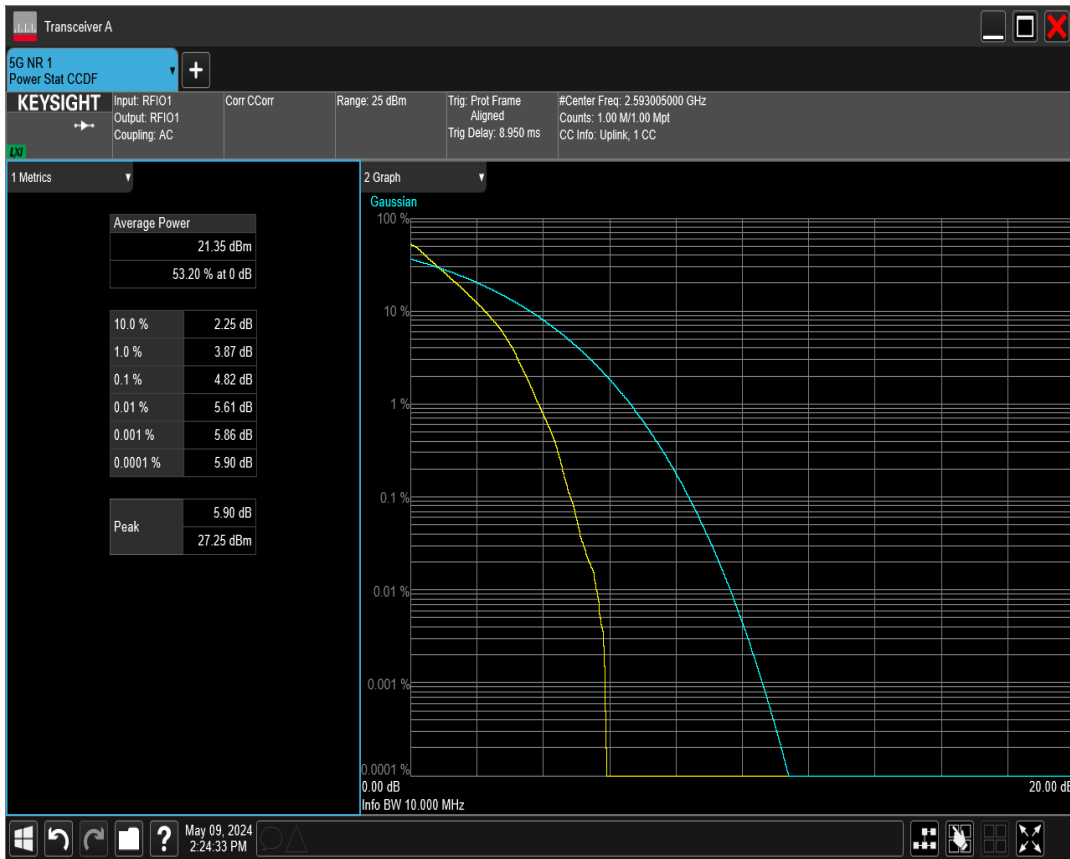 Transceiver A
5G NR 1
Power Stat CCDF
KEYSIGHT
LXI
Input: RFIO1
Output: RFIO1
Coupling: AC
Corr CCorr
Range: 25 dBm
Trig: Prot Frame
Aligned
Trig Delay: 8.950 ms
#Center Freq: 2.593005000 GHz
Counts: 1.00 M/1.00 Mpt
CC Info: Uplink, 1 CC
1 Metrics
Average Power
21.35 dBm
53.20 % at 0 dB
10.0 % 2.25 dB
1.0 % 3.87 dB
0.1 % 4.82 dB
0.01 % 5.61 dB
0.001 % 5.86 dB
0.0001 % 5.90 dB
Peak
5.90 dB
27.25 dBm
2 Graph
Gaussian
100 %
10 %
1 %
0.1 %
0.01 %
0.001 %
0.0001 %
0.00 dB
20.00 dB
Info BW 10.000 MHz
May 09, 2024
2:24:33 PM